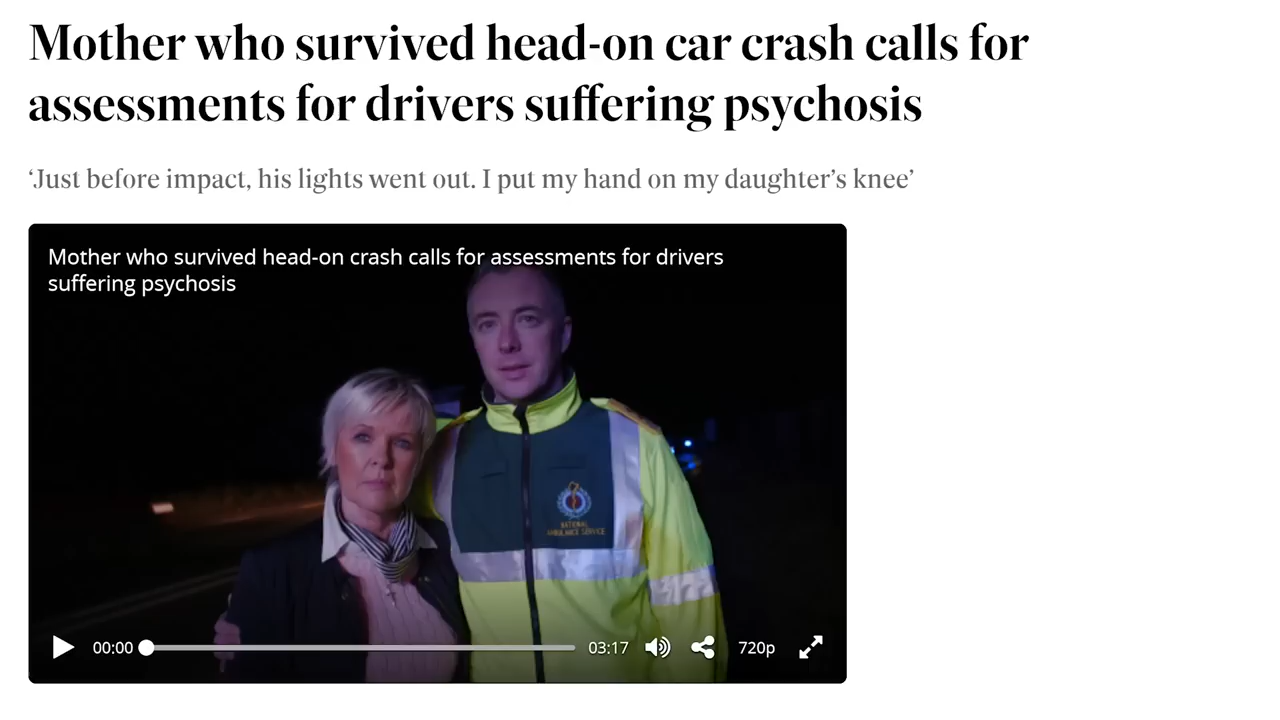 Mother who survived head-on car crash calls for
assessments for drivers suffering psychosis
‘Just before impact, his lights went out. I put my hand on my daughter’s knee’
Mother who survived head-on crash calls for assessments for drivers
suffering psychosis
NATIONAL
AMBULANCE SERVICE
00:00
03:17
720p